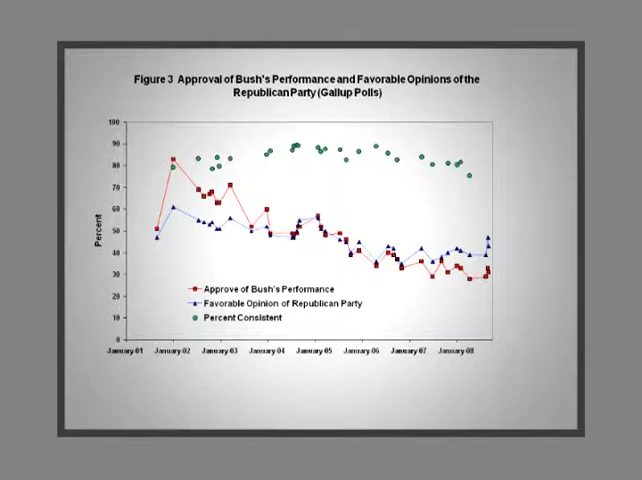 Figure 3 Approval of Bush's Performance and Favorable Opinions of the
Republican Party (Gallup Polls)
100
90
80
70
60
50
40
30
20
10
0
Percent
Approve of Bush's Performance
Favorable Opinion of Republican Party
Percent Consistent
January-01 January-02 January-03 January-04 January-05 January-06 January-07 January-08